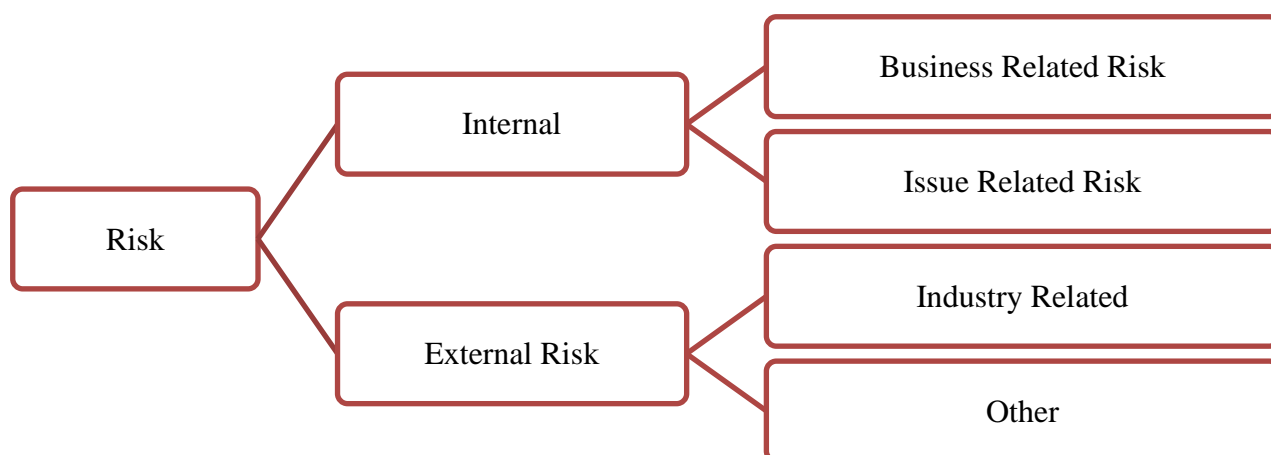 Risk
Internal
Business Related Risk
Issue Related Risk
External Risk
Industry Related
Other